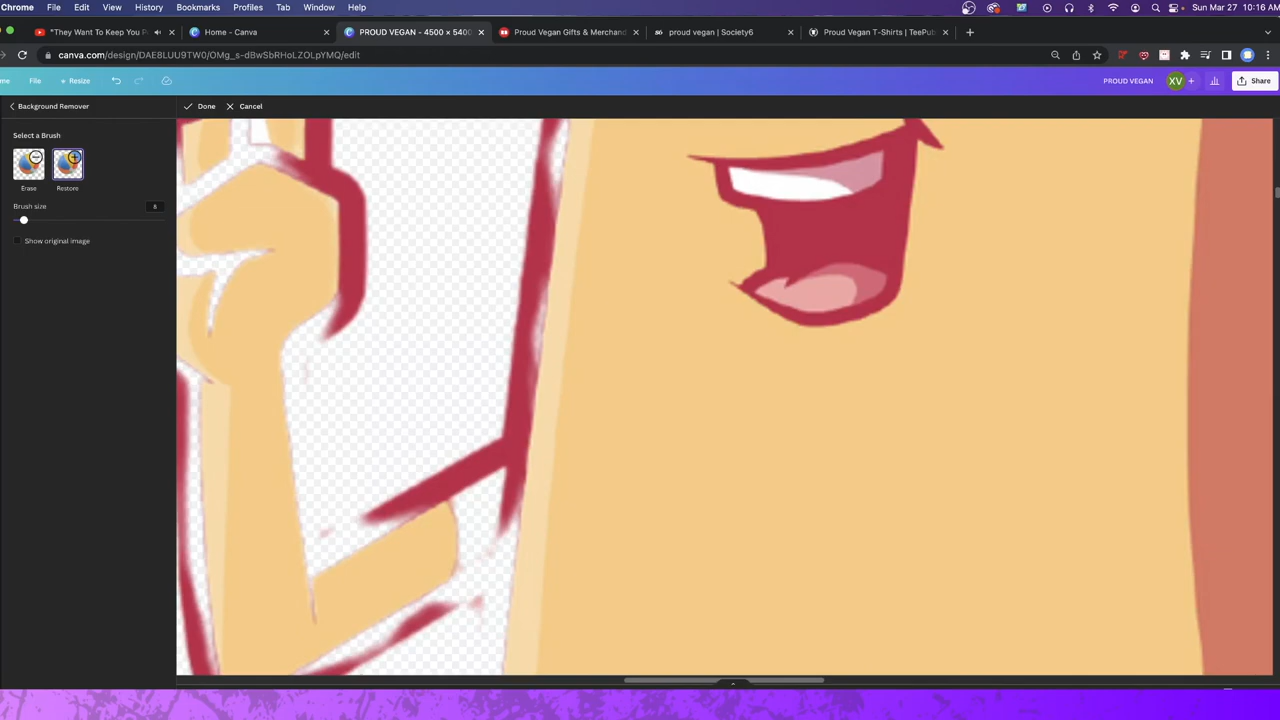 Chrome File Edit View History Bookmarks Profiles Tab Window Help Sun Mar 27 10:16 AM
"They Want To Keep You P Home - Canva PROUD VEGAN - 4500 × 5400 Proud Vegan Gifts & Merchand proud vegan | Society6 Proud Vegan T-Shirts | TeePub
canva.com/design/DAE8LUU9TW0/OMg_s-dBwSbRHoLZOLpYMQ/edit
me File Resize PROUD VEGAN XV Share
Background Remover Done Cancel
Select a Brush
Erase Restore
Brush size 8
Show original image